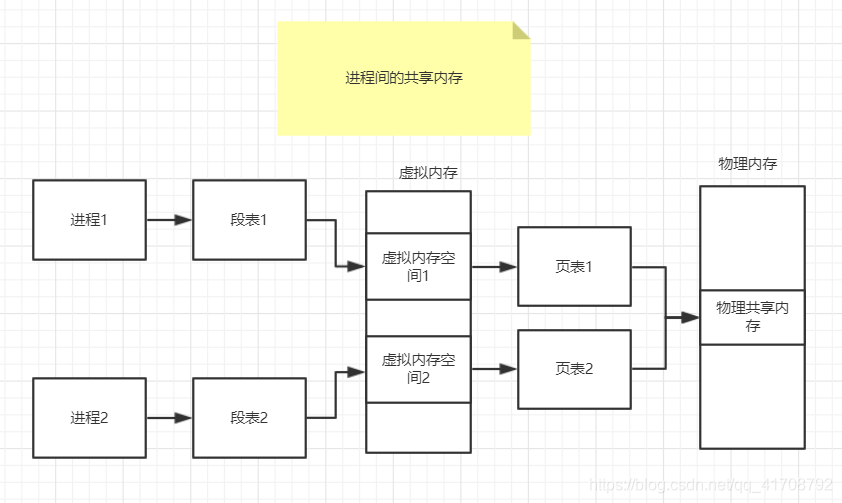 进程间的共享内存
虚拟内存
物理内存
进程1
段表1
虚拟内存空
间1
页表1
物理共享内
存
进程2
段表2
虚拟内存空
间2
页表2
https://blog.csdn.net/qq_41708792